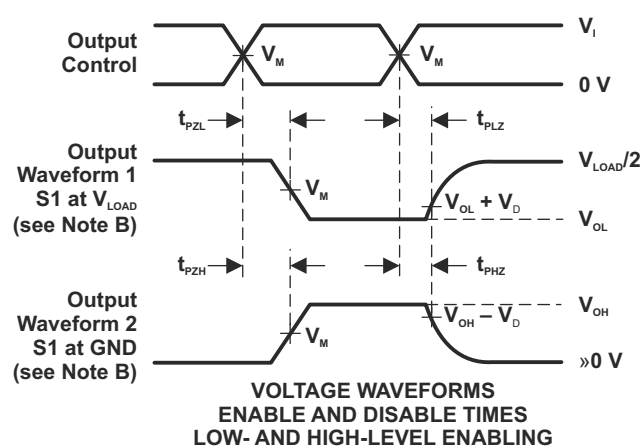 Output
Control
V_M
V_M
V_I
0 V
t_PZL
t_PLZ
Output
Waveform 1
S1 at V_LOAD
(see Note B)
V_M
V_LOAD/2
V_OL + V_D
V_OL
t_PZH
t_PHZ
Output
Waveform 2
S1 at GND
(see Note B)
V_M
V_OH
V_OH – V_D
»0 V
VOLTAGE WAVEFORMS
ENABLE AND DISABLE TIMES
LOW- AND HIGH-LEVEL ENABLING